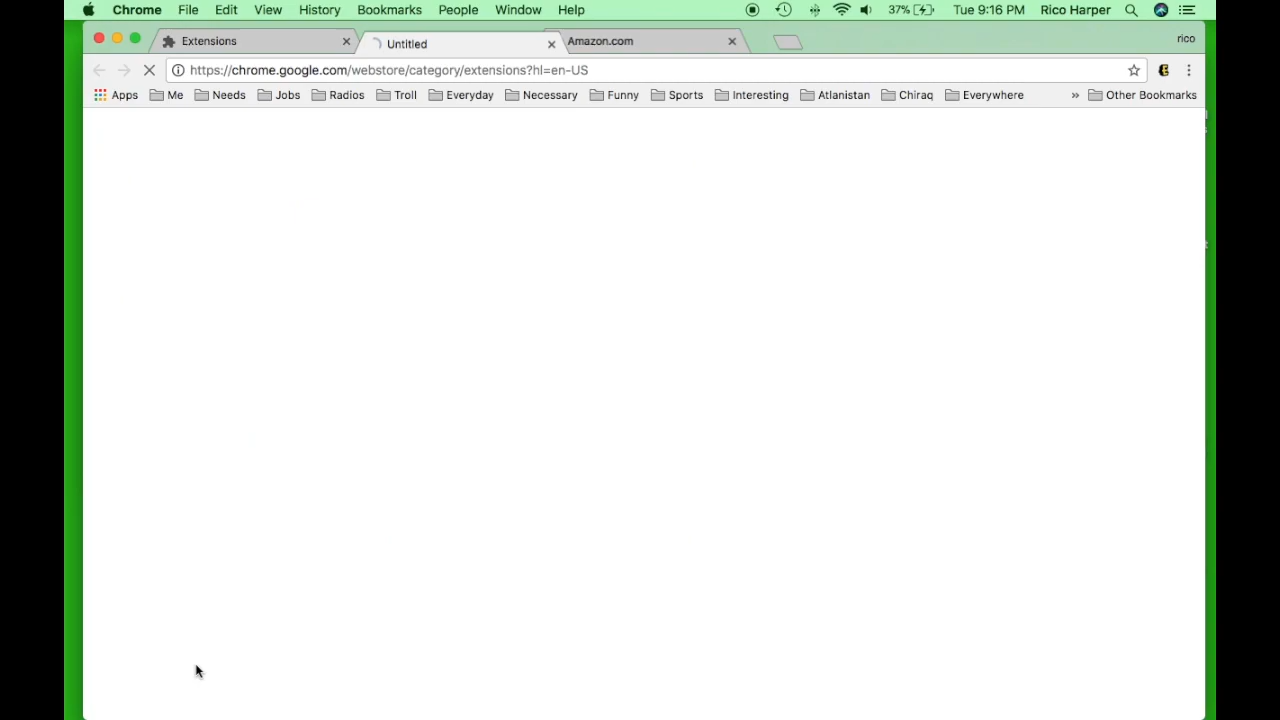 Chrome File Edit View History Bookmarks People Window Help 37% Tue 9:16 PM Rico Harper
Extensions Untitled Amazon.com rico
https://chrome.google.com/webstore/category/extensions?hl=en-US
Apps Me Needs Jobs Radios Troll Everyday Necessary Funny Sports Interesting Atlanistan Chiraq Everywhere » Other Bookmarks